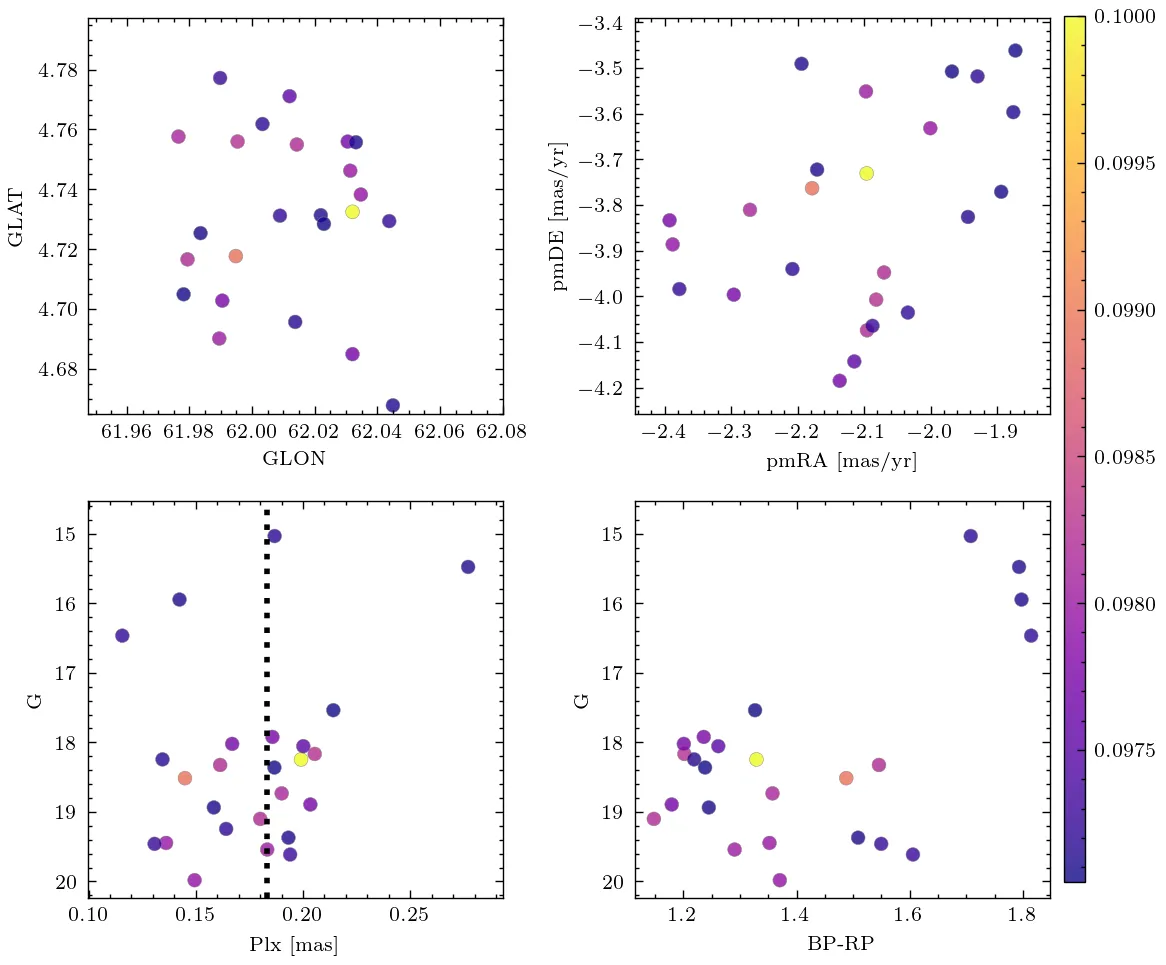 4.78
4.76
4.74
4.72
4.70
4.68
GLAT
61.96 61.98 62.00 62.02 62.04 62.06 62.08
GLON
−3.4
−3.5
−3.6
−3.7
−3.8
−3.9
−4.0
−4.1
−4.2
pmDE [mas/yr]
−2.4 −2.3 −2.2 −2.1 −2.0 −1.9
pmRA [mas/yr]
15
16
17
18
19
20
G
0.10 0.15 0.20 0.25
Plx [mas]
15
16
17
18
19
20
G
1.2 1.4 1.6 1.8
BP-RP
0.1000
0.0995
0.0990
0.0985
0.0980
0.0975